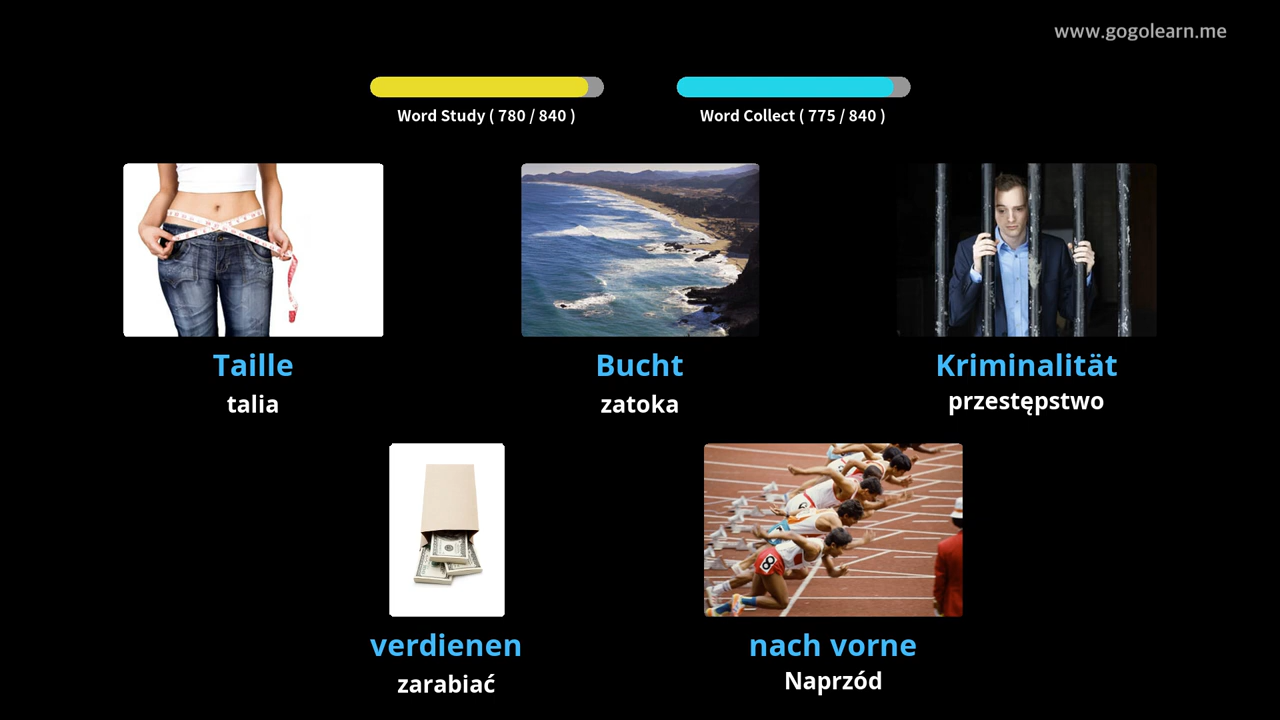 www.gogolearn.me
Word Study ( 780 / 840 )
Word Collect ( 775 / 840 )
Taille
talia
Bucht
zatoka
Kriminalität
przestępstwo
verdienen
zarabiać
nach vorne
Naprzód